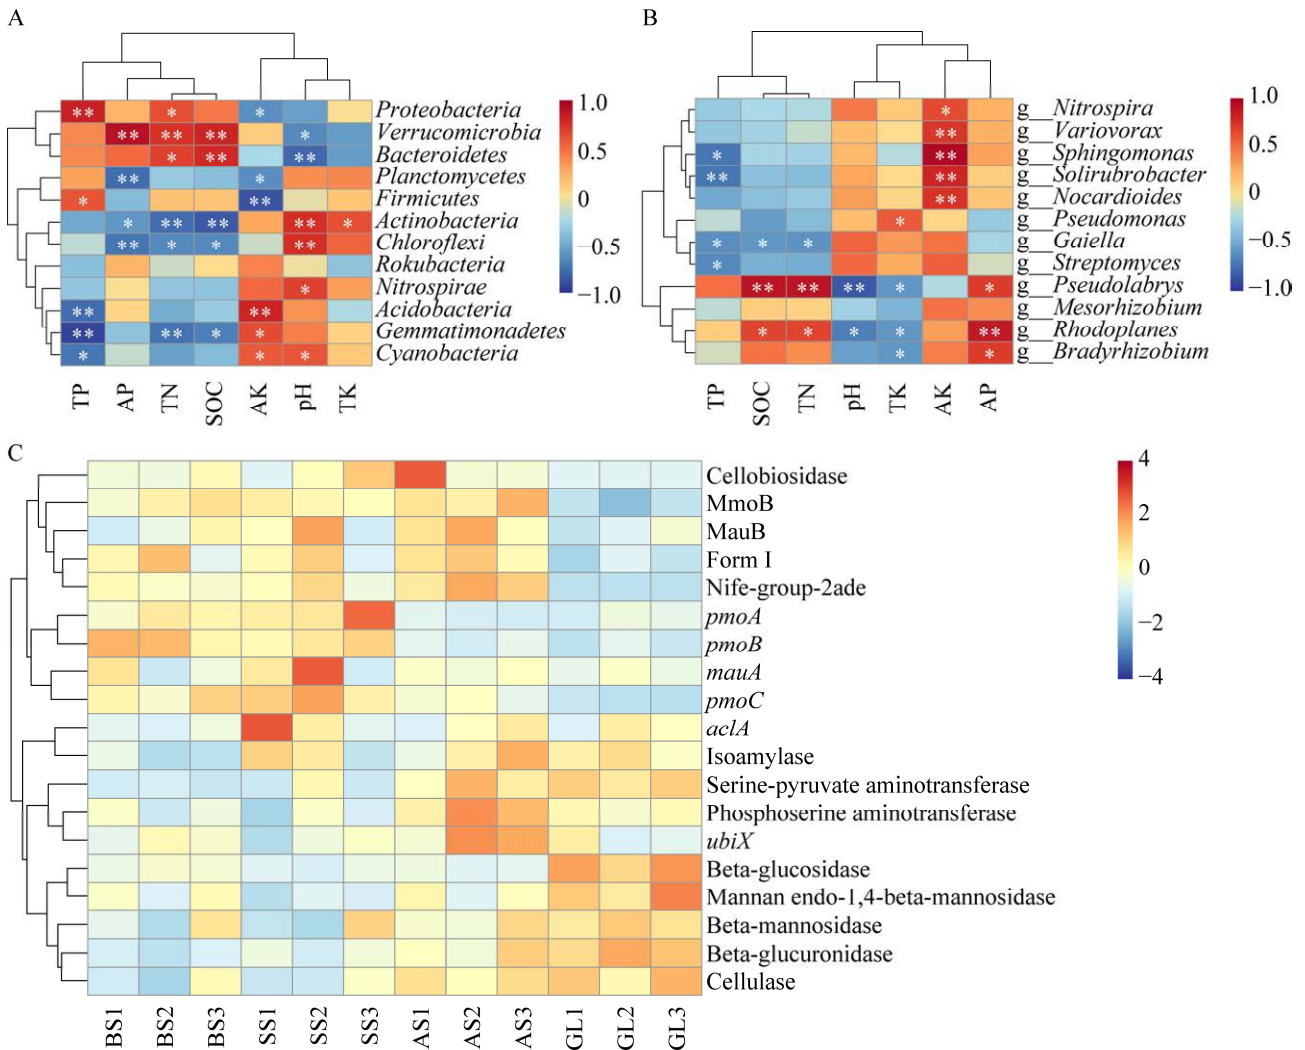 A
** * * Proteobacteria
** ** ** * Verrucomicrobia
* ** ** Bacteroidetes
** * Planctomycetes
* ** Firmicutes
* ** ** ** * Actinobacteria
** * * ** Chloroflexi
Rokubacteria
* Nitrospirae
** ** Acidobacteria
** ** * * Gemmatimonadetes
* * * Cyanobacteria
TP AP TN SOC AK pH TK
1.0
0.5
0
−0.5
−1.0
B
* g__Nitrospira
** g__Variovorax
* ** g__Sphingomonas
** ** g__Solirubrobacter
** g__Nocardioides
* g__Pseudomonas
* * * g__Gaiella
* g__Streptomyces
** ** ** * * g__Pseudolabrys
g__Mesorhizobium
* * * * ** g__Rhodoplanes
* * g__Bradyrhizobium
TP SOC TN pH TK AK AP
1.0
0.5
0
−0.5
−1.0
C
Cellobiosidase
MmoB
MauB
Form I
Nife-group-2ade
pmoA
pmoB
mauA
pmoC
aclA
Isoamylase
Serine-pyruvate aminotransferase
Phosphoserine aminotransferase
ubiX
Beta-glucosidase
Mannan endo-1,4-beta-mannosidase
Beta-mannosidase
Beta-glucuronidase
Cellulase
BS1 BS2 BS3 SS1 SS2 SS3 AS1 AS2 AS3 GL1 GL2 GL3
4
2
0
−2
−4